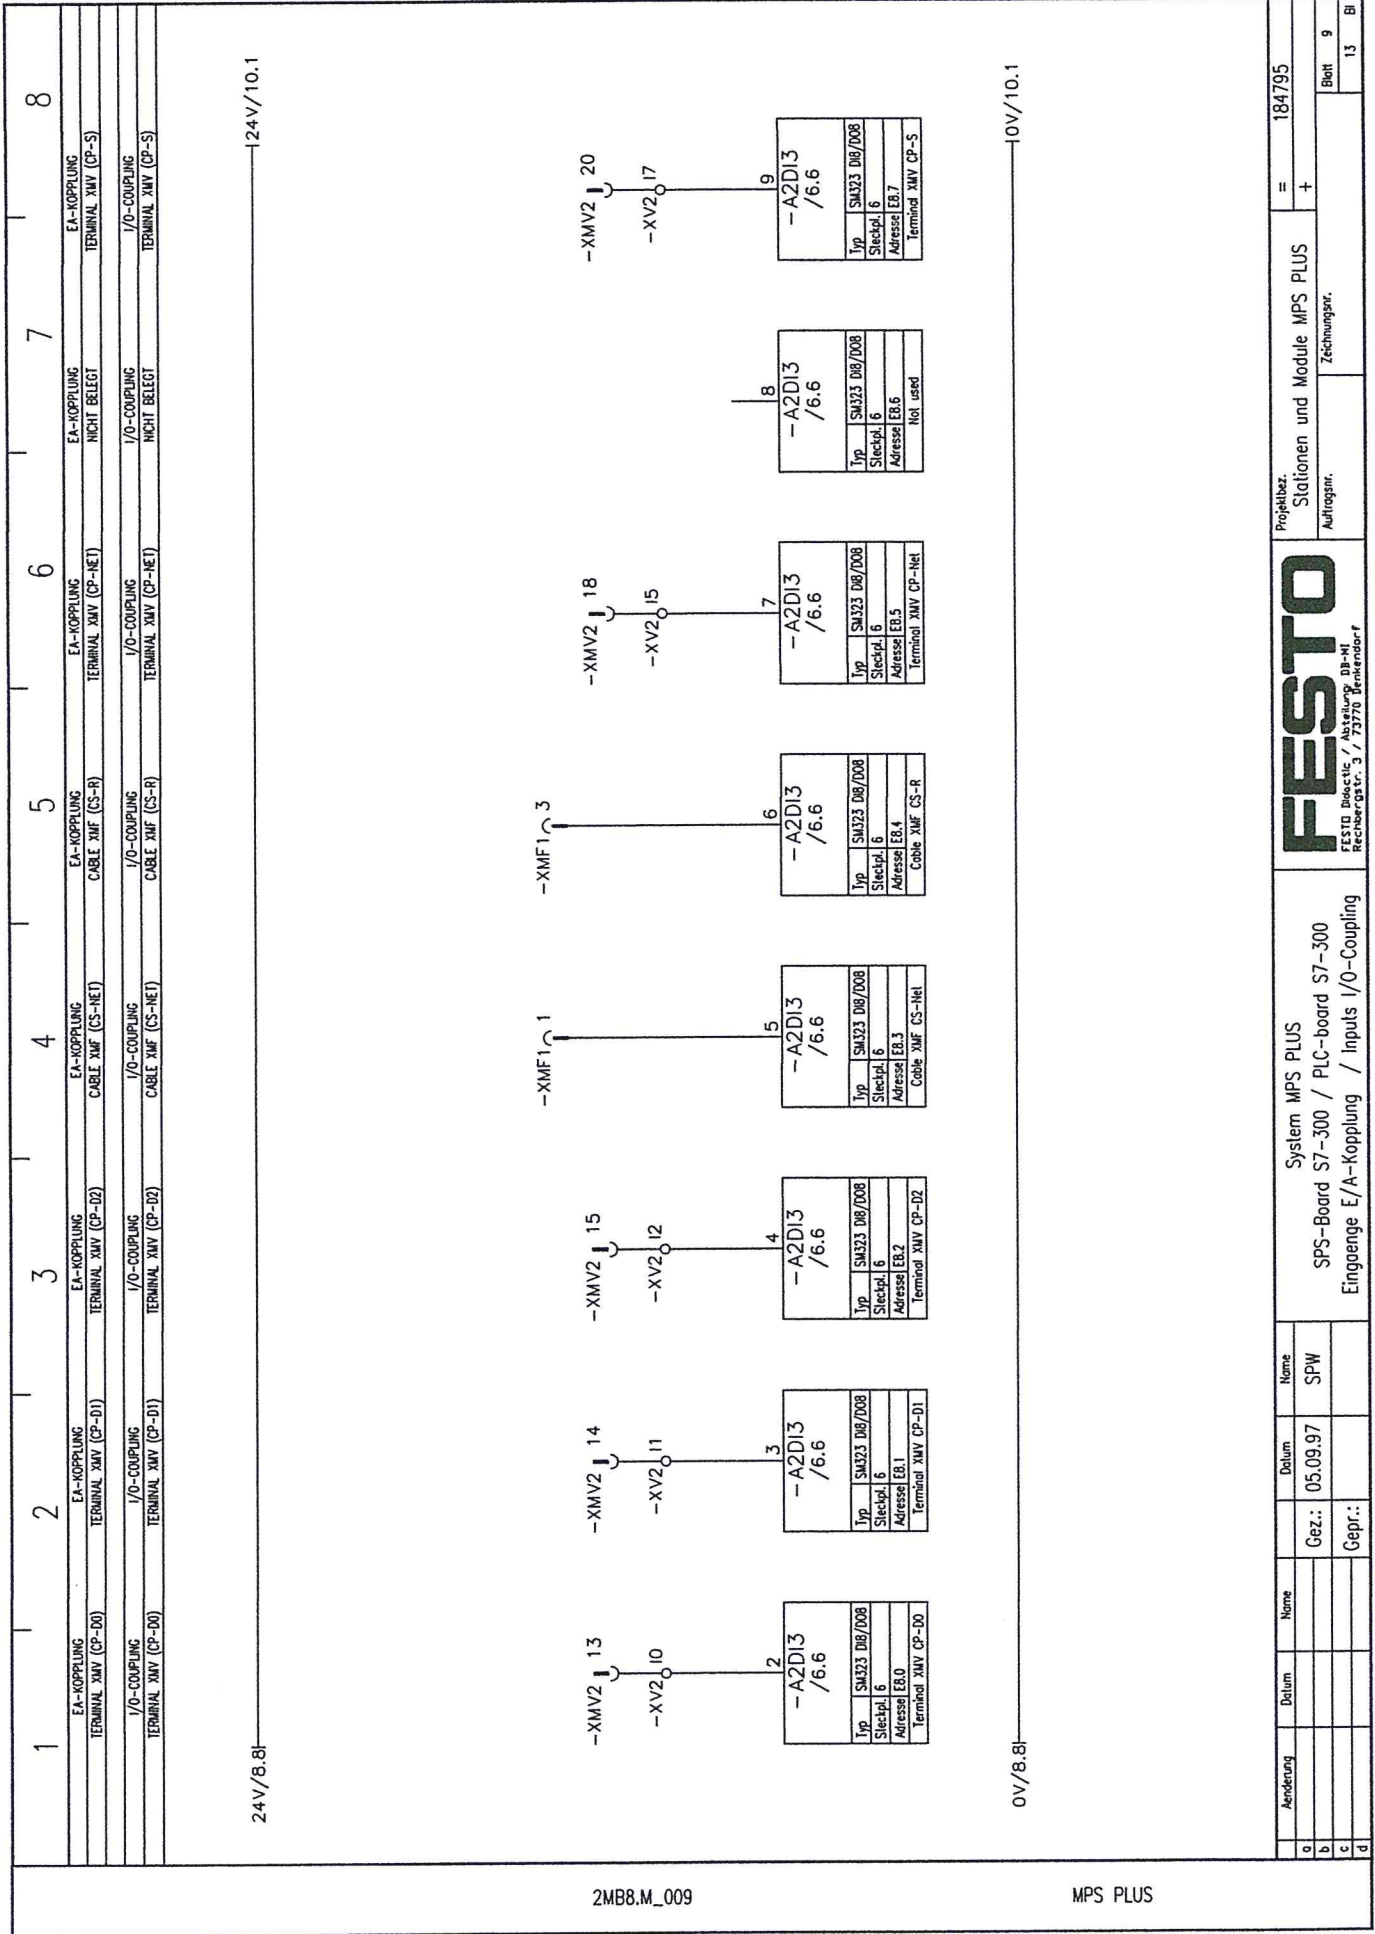 1 2 3 4 5 6 7 8
EA-KOPPLUNG
TERMINAL XMV (CP-D0)
I/O-COUPLING
TERMINAL XMV (CP-D0)
EA-KOPPLUNG
TERMINAL XMV (CP-D1)
I/O-COUPLING
TERMINAL XMV (CP-D1)
EA-KOPPLUNG
TERMINAL XMV (CP-D2)
I/O-COUPLING
TERMINAL XMV (CP-D2)
EA-KOPPLUNG
CABLE XMF (CS-NET)
I/O-COUPLING
CABLE XMF (CS-NET)
EA-KOPPLUNG
CABLE XMF (CS-R)
I/O-COUPLING
CABLE XMF (CS-R)
EA-KOPPLUNG
TERMINAL XMV (CP-NET)
I/O-COUPLING
TERMINAL XMV (CP-NET)
EA-KOPPLUNG
NICHT BELEGT
I/O-COUPLING
NICHT BELEGT
EA-KOPPLUNG
TERMINAL XMV (CP-S)
I/O-COUPLING
TERMINAL XMV (CP-S)
24V/8.8
24V/10.1
-XMV2 13
-XV2 I0
2
-A2DI3
/6.6
Typ SM323 DI8/DO8
Steckpl. 6
Adresse E8.0
Terminal XMV CP-D0
-XMV2 14
-XV2 I1
3
-A2DI3
/6.6
Typ SM323 DI8/DO8
Steckpl. 6
Adresse E8.1
Terminal XMV CP-D1
-XMV2 15
-XV2 I2
4
-A2DI3
/6.6
Typ SM323 DI8/DO8
Steckpl. 6
Adresse E8.2
Terminal XMV CP-D2
-XMF1 1
5
-A2DI3
/6.6
Typ SM323 DI8/DO8
Steckpl. 6
Adresse E8.3
Cable XMF CS-Net
-XMF1 3
6
-A2DI3
/6.6
Typ SM323 DI8/DO8
Steckpl. 6
Adresse E8.4
Cable XMF CS-R
-XMV2 18
-XV2 I5
7
-A2DI3
/6.6
Typ SM323 DI8/DO8
Steckpl. 6
Adresse E8.5
Terminal XMV CP-Net
8
-A2DI3
/6.6
Typ SM323 DI8/DO8
Steckpl. 6
Adresse E8.6
Not used
-XMV2 20
-XV2 I7
9
-A2DI3
/6.6
Typ SM323 DI8/DO8
Steckpl. 6
Adresse E8.7
Terminal XMV CP-S
0V/8.8
0V/10.1
Aenderung Datum Name
a
b
c
d
Datum Name
Gez.: 05.09.97 SPW
Gepr.:
System MPS PLUS
SPS-Board S7-300 / PLC-board S7-300
Eingaenge E/A-Kopplung / Inputs I/O-Coupling
FESTO
FESTO Didactic / Abteilung: DB-MI
Rechbergstr. 3 / 73770 Denkendorf
Projektbez.
Stationen und Module MPS PLUS
Auftragsnr.
Zeichnungsnr.
= 184795
+
Blatt 9
13 Bl
2MB8.M_009
MPS PLUS